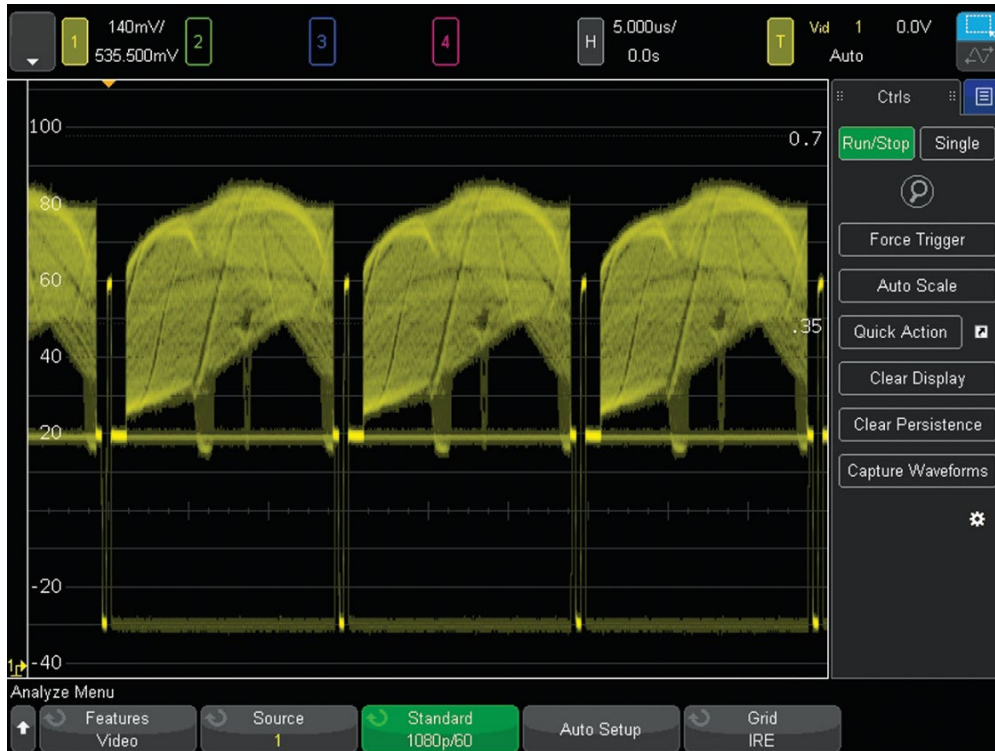 1
140mV/
535.500mV
2
3
4
H
5.000us/
0.0s
T
Vid 1 0.0V
Auto
Ctrls
100
0.7
Run/Stop
Single
80
Force Trigger
60
Auto Scale
.35
Quick Action
40
Clear Display
20
Clear Persistence
Capture Waveforms
-20
-40
1
Analyze Menu
Features
Video
Source
1
Standard
1080p/60
Auto Setup
Grid
IRE